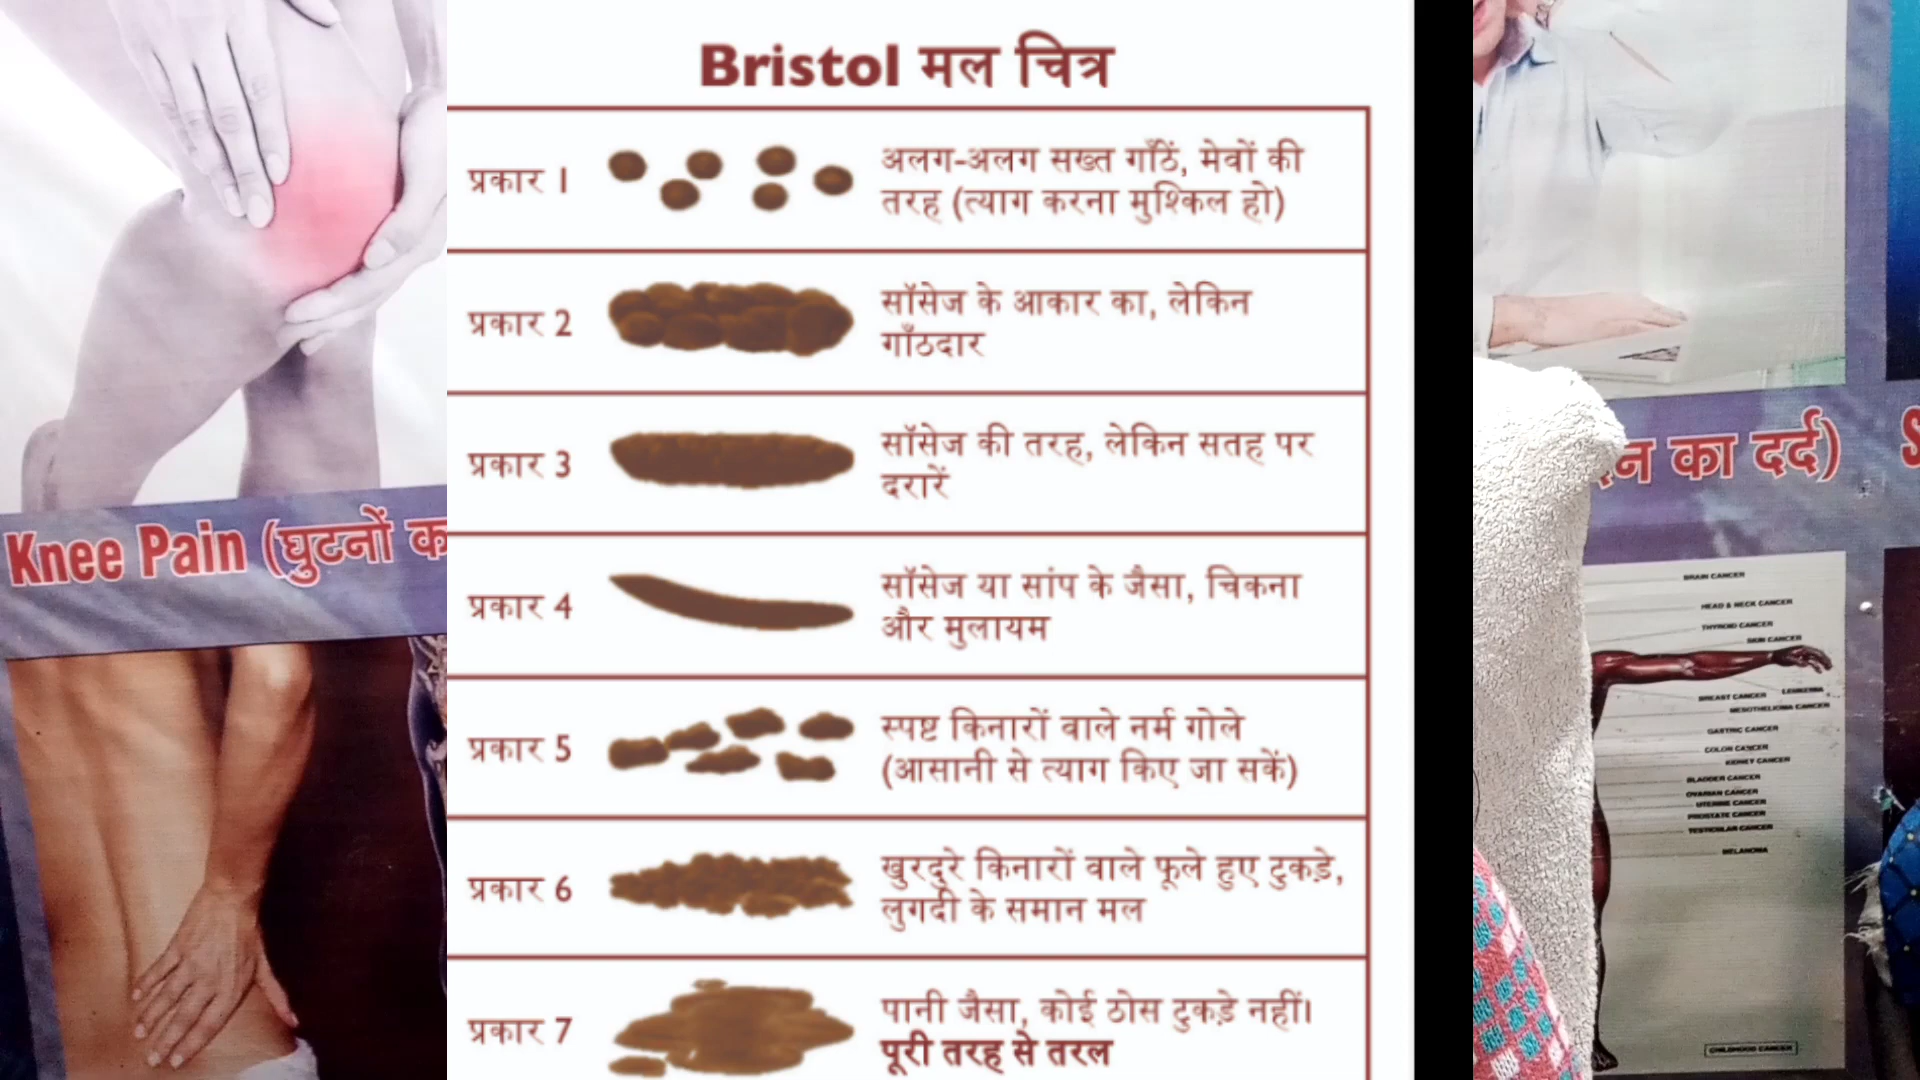 Bristol मल चित्र
प्रकार 1
अलग-अलग सख्त गाँठें, मेवों की
तरह (त्याग करना मुश्किल हो)
प्रकार 2
सॉसेज के आकार का, लेकिन
गाँठदार
प्रकार 3
सॉसेज की तरह, लेकिन सतह पर
दरारें
प्रकार 4
सॉसेज या सांप के जैसा, चिकना
और मुलायम
प्रकार 5
स्पष्ट किनारों वाले नर्म गोले
(आसानी से त्याग किए जा सकें)
प्रकार 6
खुरदुरे किनारों वाले फूले हुए टुकड़े,
लुगदी के समान मल
प्रकार 7
पानी जैसा, कोई ठोस टुकड़े नहीं।
पूरी तरह से तरल
Knee Pain (घुटनों
का दर्द)
BRAIN CANCER
HEAD & NECK CANCER
THYROID CANCER
SKIN CANCER
BREAST CANCER LEUKEMIA
MESOTHELIOMA CANCER
GASTRIC CANCER
COLON CANCER
KIDNEY CANCER
BLADDER CANCER
OVARIAN CANCER
UTERINE CANCER
PROSTATE CANCER
TESTICULAR CANCER
MELANOMA
CHILDHOOD CANCER